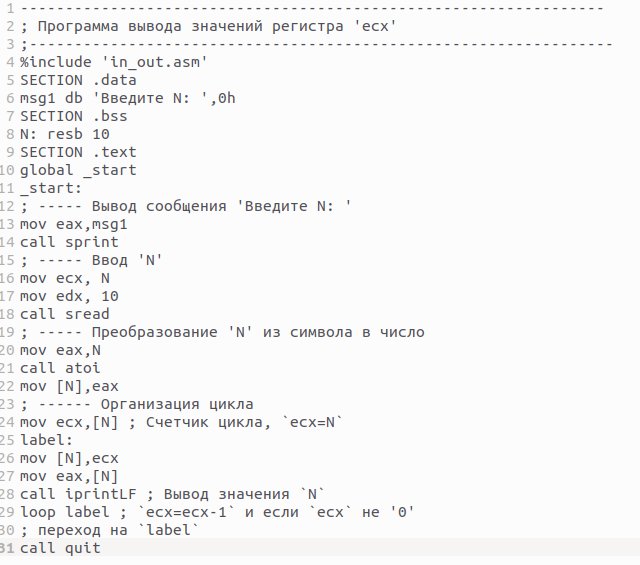 1 -----------------------------------------------------------------
2 ; Программа вывода значений регистра 'ecx'
3 ;-----------------------------------------------------------------
4 %include 'in_out.asm'
5 SECTION .data
6 msg1 db 'Введите N: ',0h
7 SECTION .bss
8 N: resb 10
9 SECTION .text
10 global _start
11 _start:
12 ; ----- Вывод сообщения 'Введите N: '
13 mov eax,msg1
14 call sprint
15 ; ----- Ввод 'N'
16 mov ecx, N
17 mov edx, 10
18 call sread
19 ; ----- Преобразование 'N' из символа в число
20 mov eax,N
21 call atoi
22 mov [N],eax
23 ; ------ Организация цикла
24 mov ecx,[N] ; Счетчик цикла, `ecx=N`
25 label:
26 mov [N],ecx
27 mov eax,[N]
28 call iprintLF ; Вывод значения `N`
29 loop label ; `ecx=ecx-1` и если `ecx` не '0'
30 ; переход на `label`
31 call quit